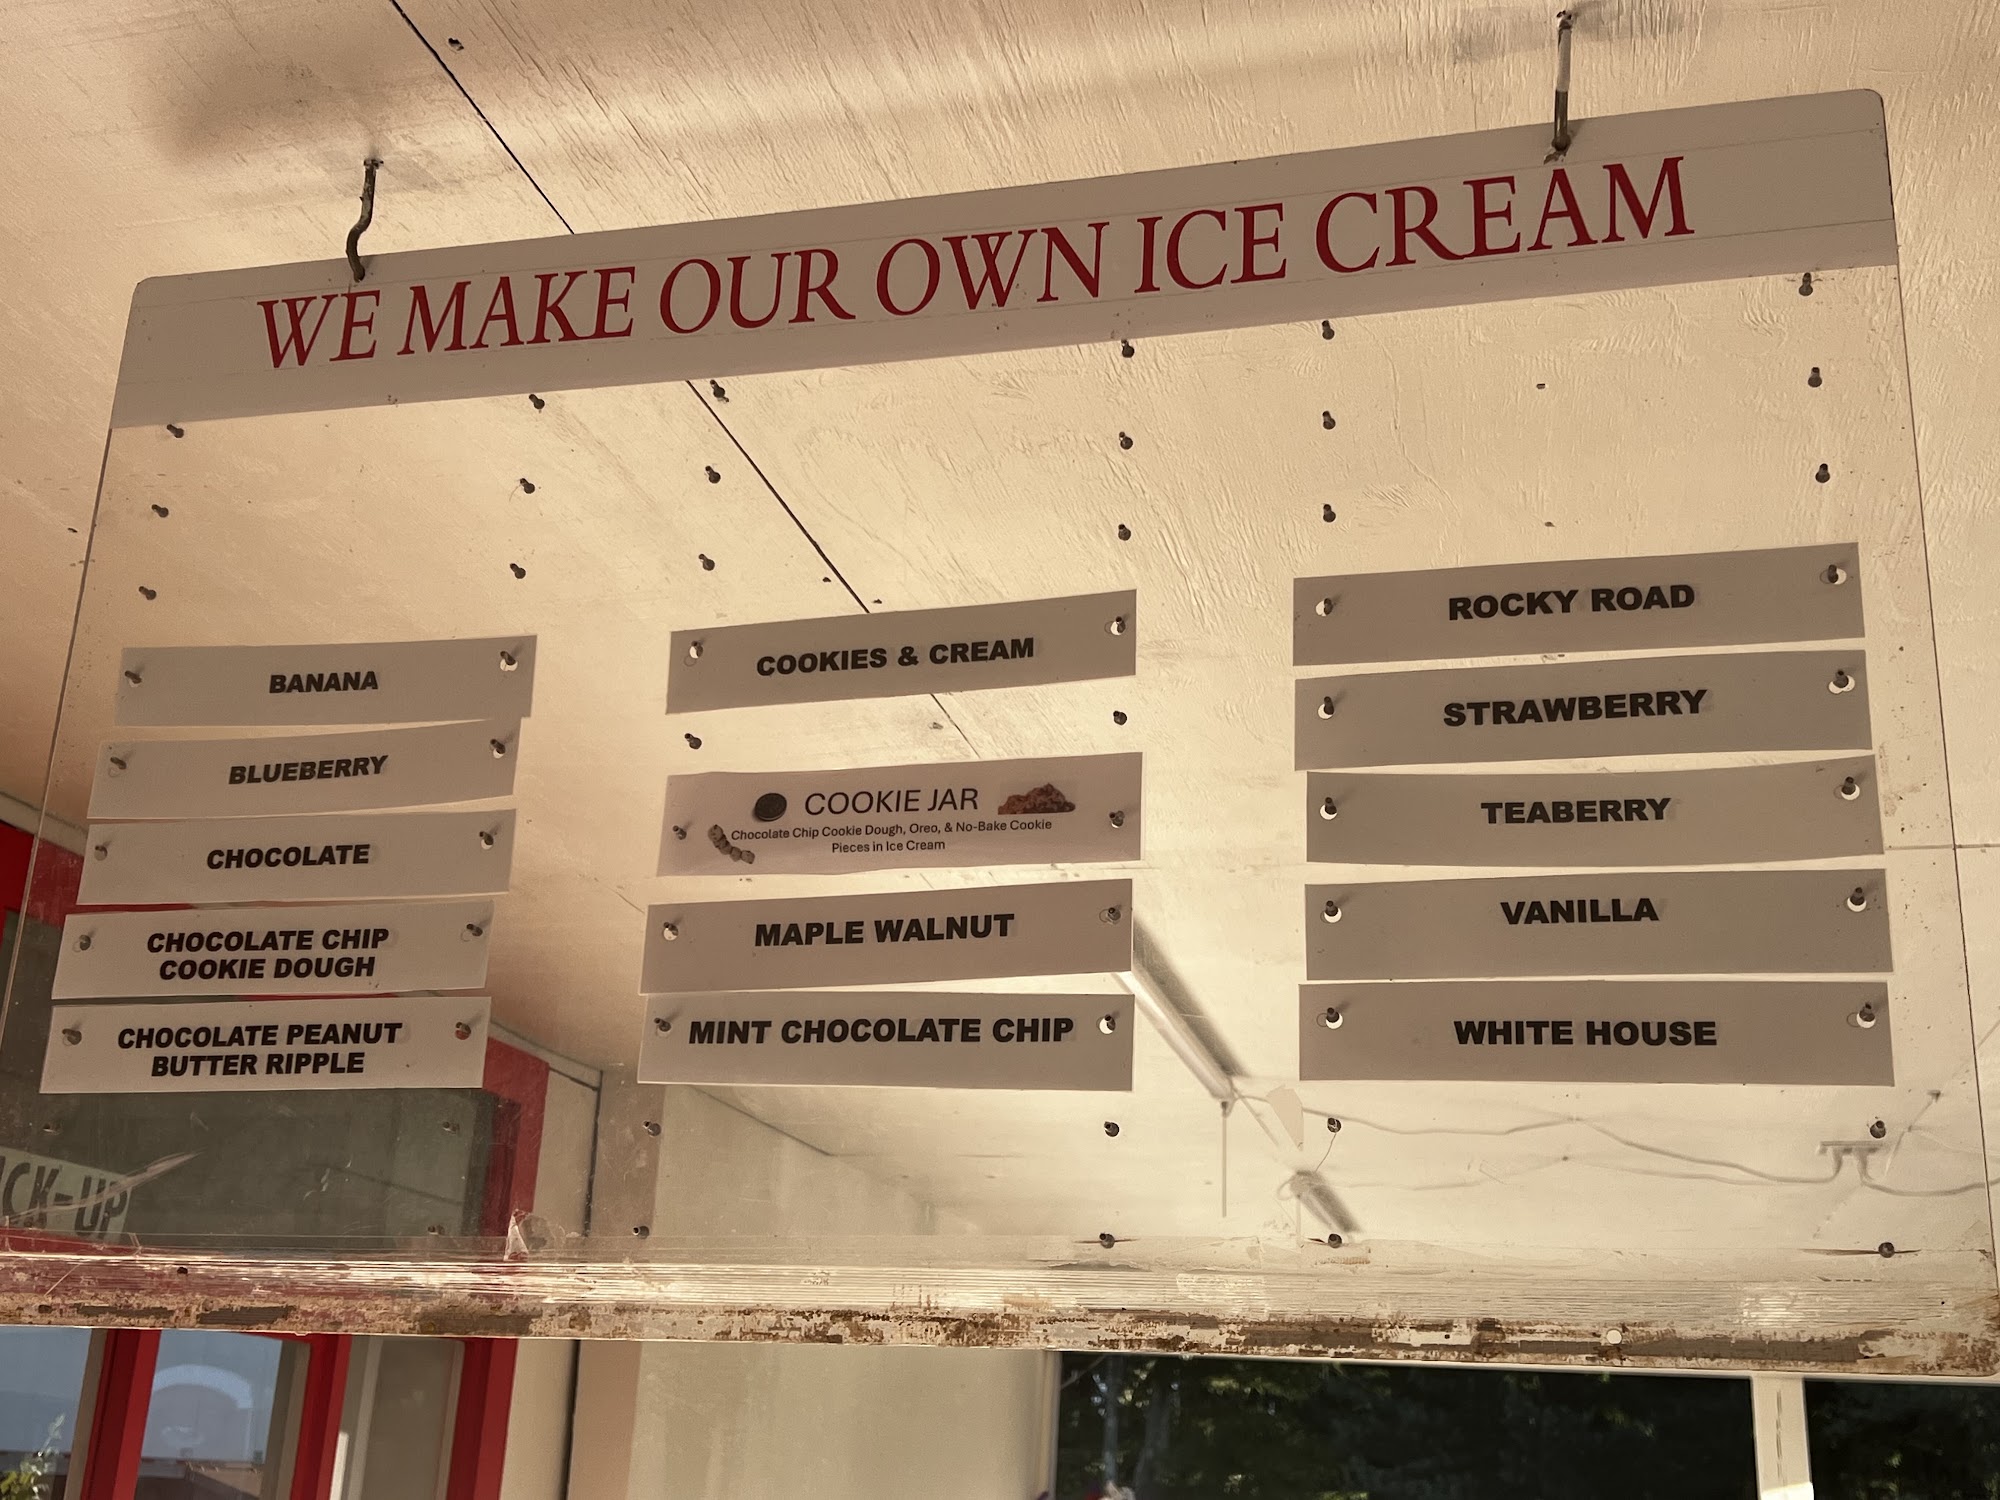 WE MAKE OUR OWN ICE CREAM
BANANA
BLUEBERRY
CHOCOLATE
CHOCOLATE CHIP
COOKIE DOUGH
CHOCOLATE PEANUT
BUTTER RIPPLE
COOKIES & CREAM
COOKIE JAR
Chocolate Chip Cookie Dough, Oreo, & No-Bake Cookie
Pieces in Ice Cream
MAPLE WALNUT
MINT CHOCOLATE CHIP
ROCKY ROAD
STRAWBERRY
TEABERRY
VANILLA
WHITE HOUSE
ICK-UP